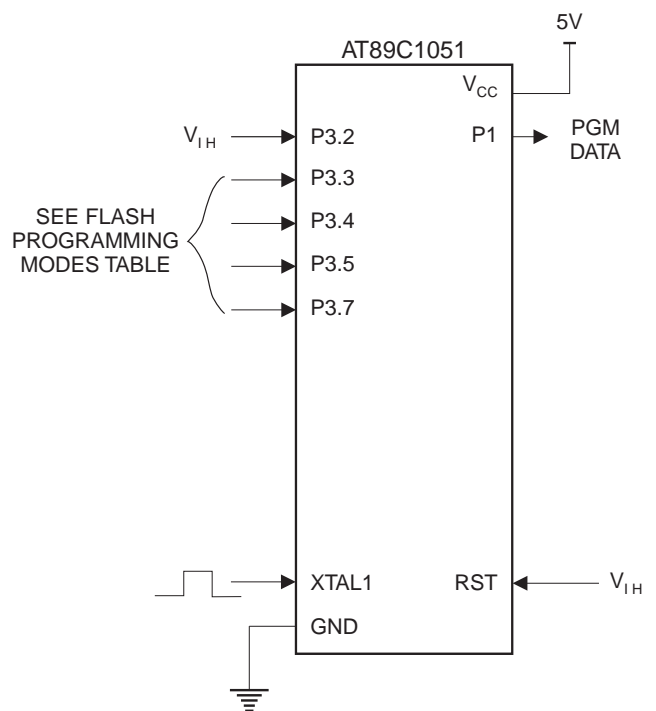 AT89C1051
5V
VCC
VIH
P3.2
P1
PGM
DATA
P3.3
SEE FLASH
PROGRAMMING
MODES TABLE
P3.4
P3.5
P3.7
XTAL1
RST
VIH
GND